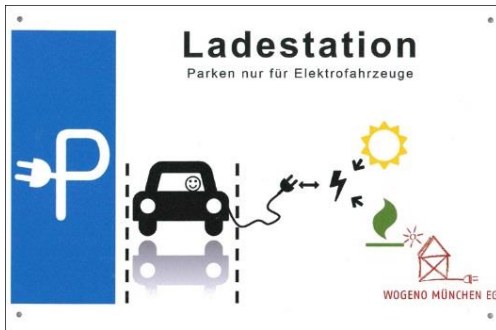 Ladestation
Parken nur für Elektrofahrzeuge
P
WOGENO MÜNCHEN EG